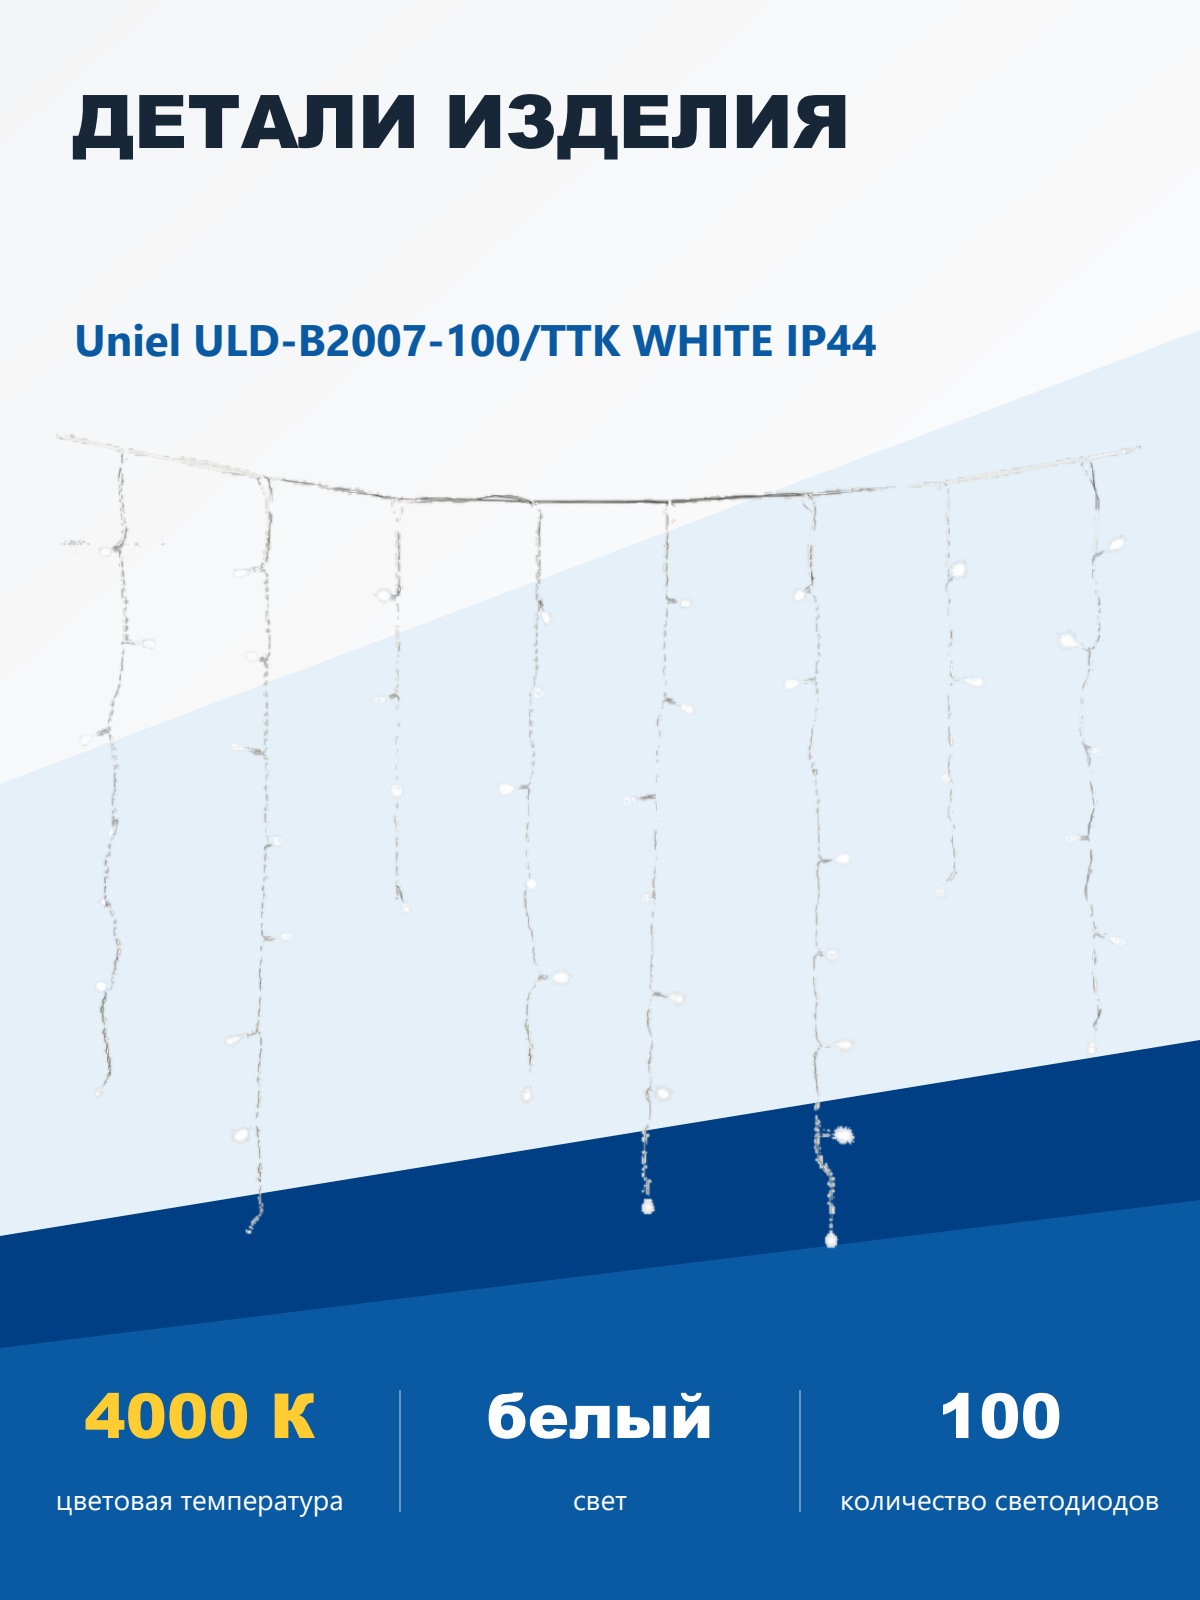 ДЕТАЛИ ИЗДЕЛИЯ
Uniel ULD-B2007-100/TTK WHITE IP44
4000 К
цветовая температура
белый
свет
100
количество светодиодов